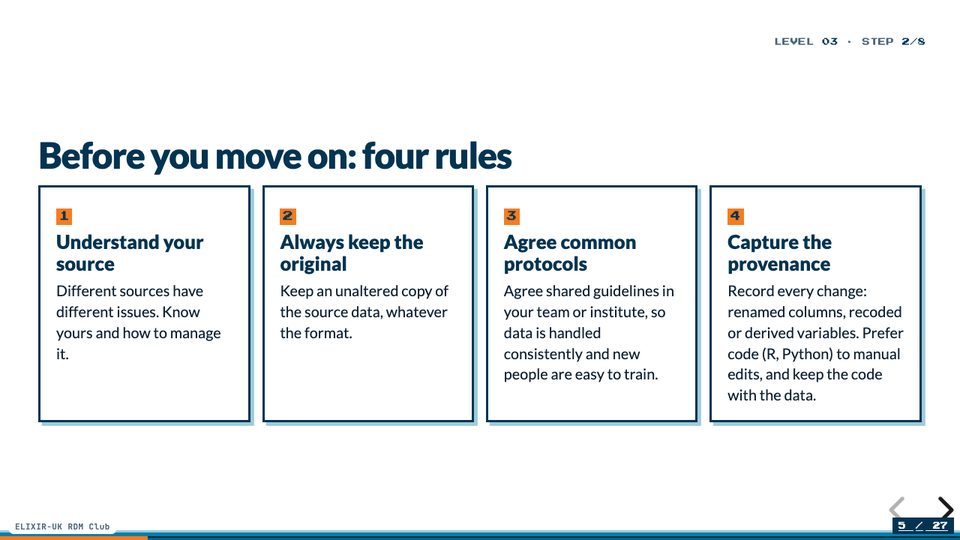 LEVEL 03 · STEP 2/8
Before you move on: four rules
1
Understand your
source
Different sources have
different issues. Know
yours and how to manage
it.
2
Always keep the
original
Keep an unaltered copy of
the source data, whatever
the format.
3
Agree common
protocols
Agree shared guidelines in
your team or institute, so
data is handled
consistently and new
people are easy to train.
4
Capture the
provenance
Record every change:
renamed columns, recoded
or derived variables. Prefer
code (R, Python) to manual
edits, and keep the code
with the data.
ELIXIR-UK RDM Club
5 / 27